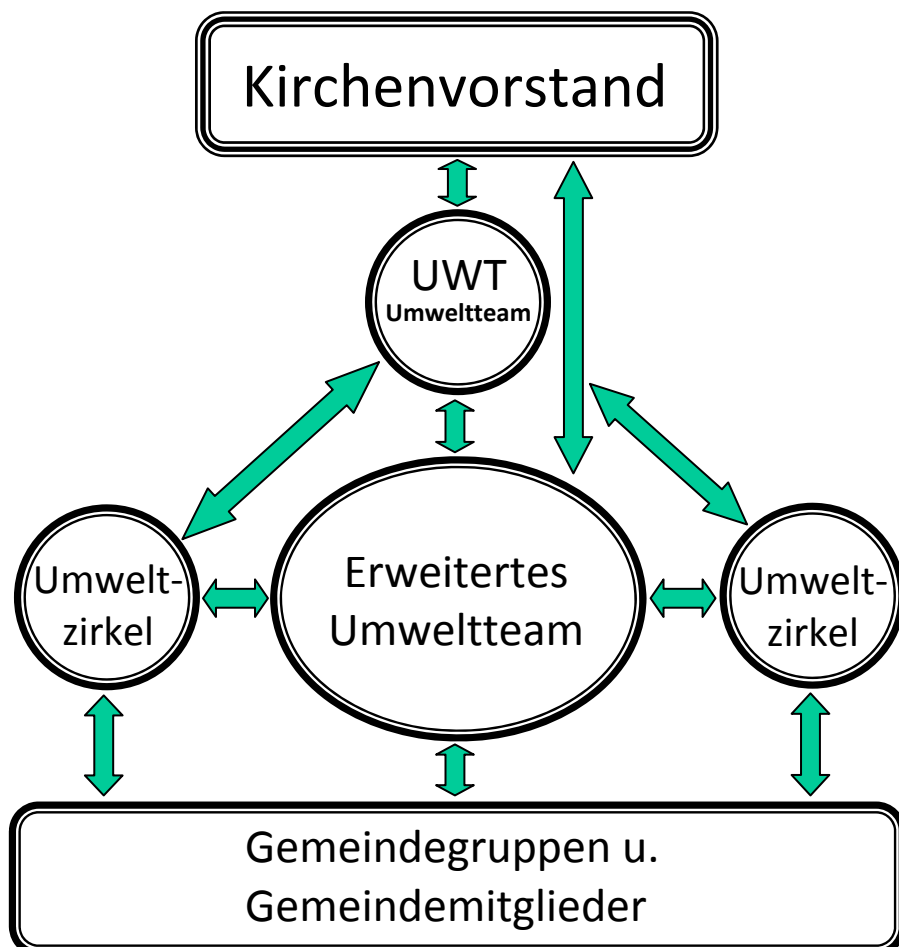 Kirchenvorstand
UWT
Umweltteam
Umwelt-
zirkel
Erweitertes
Umweltteam
Umwelt-
zirkel
Gemeindegruppen u.
Gemeindemitglieder